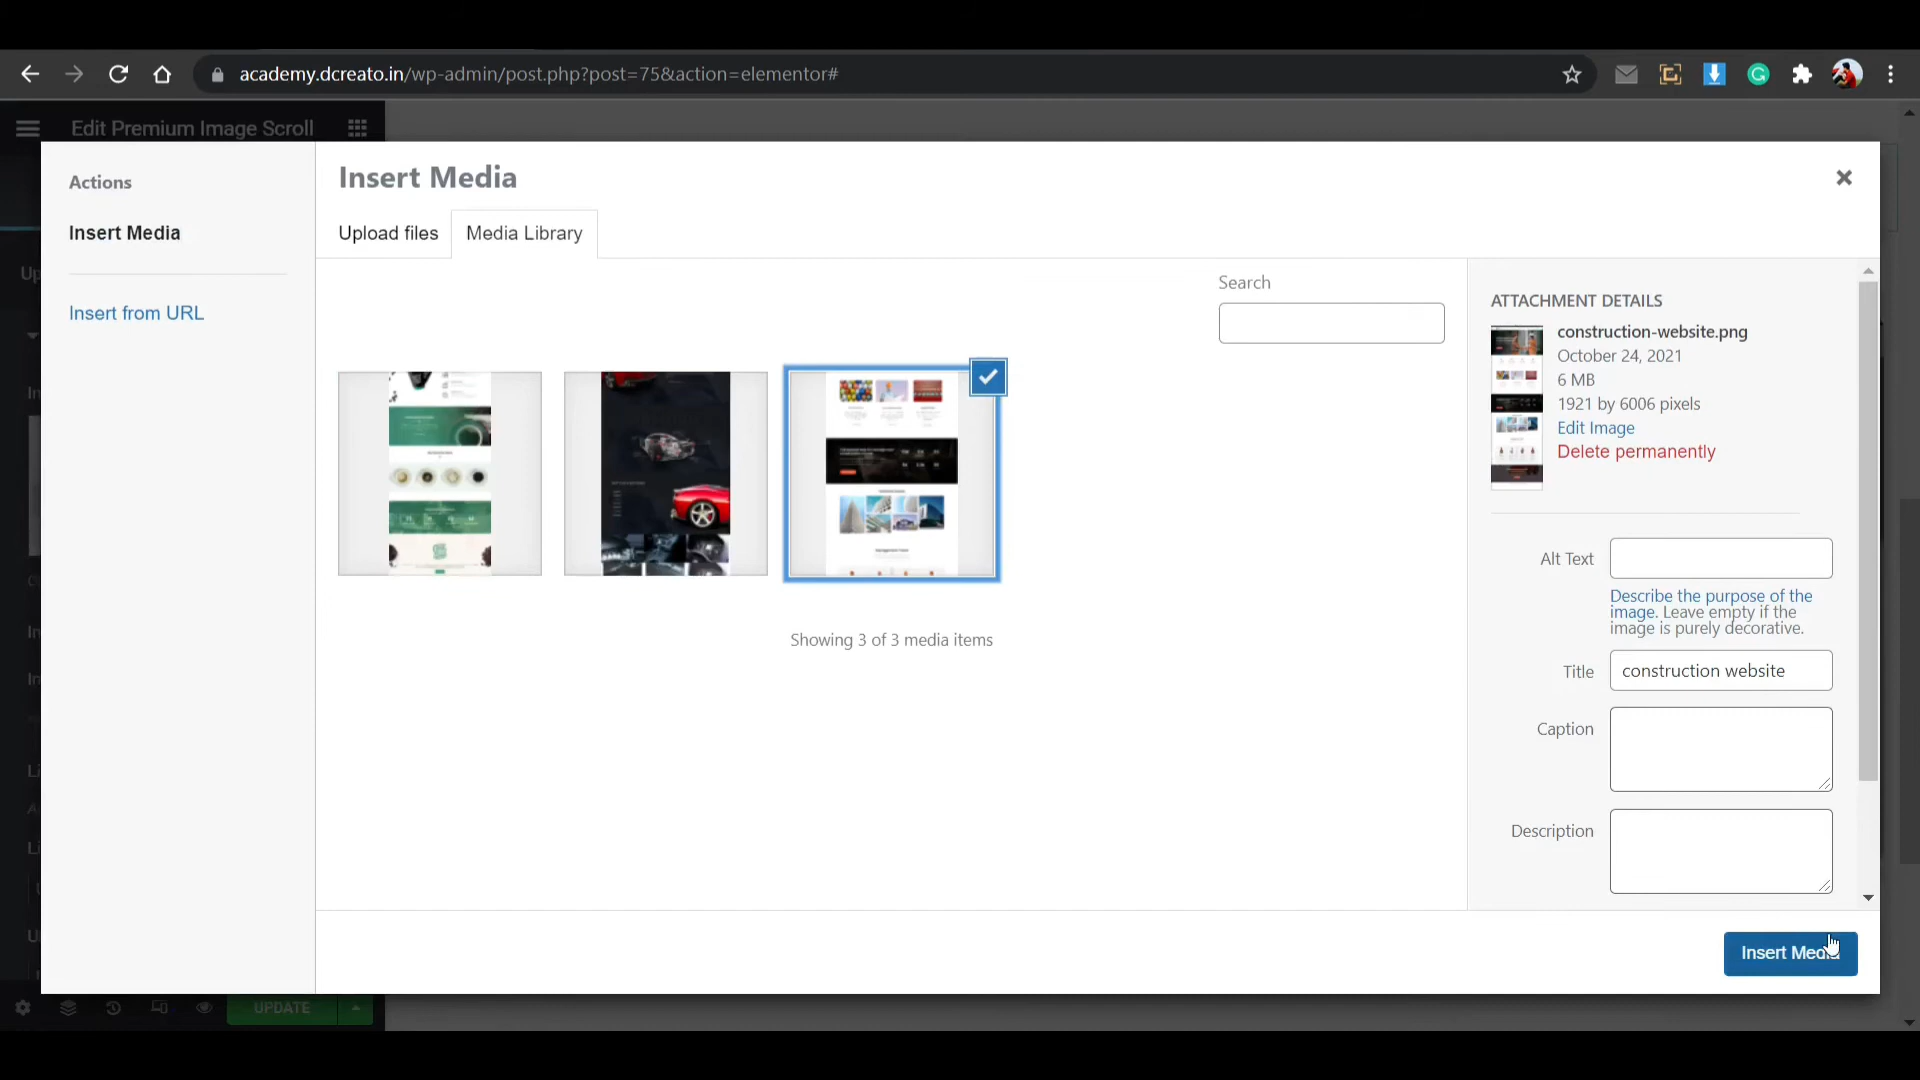 academy.dcreato.in/wp-admin/post.php?post=75&action=elementor#
Edit Premium Image Scroll
Actions
Insert Media
Insert from URL
Insert Media
Upload files
Media Library
Search
Showing 3 of 3 media items
ATTACHMENT DETAILS
construction-website.png
October 24, 2021
6 MB
1921 by 6006 pixels
Edit Image
Delete permanently
Alt Text
Describe the purpose of the
image. Leave empty if the
image is purely decorative.
Title
construction website
Caption
Description
Insert Media
UPDATE